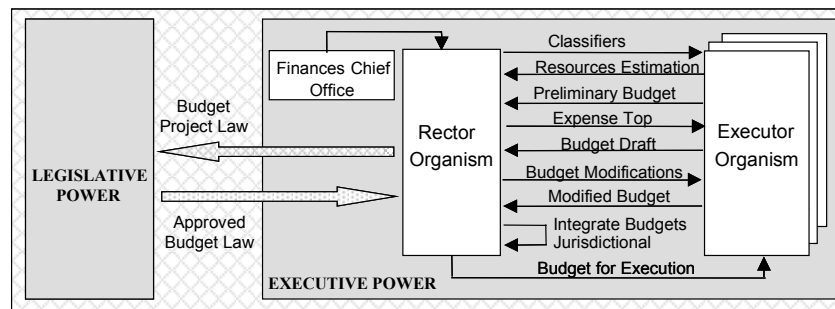 Classifiers
Finances Chief
Office
Resources Estimation
Preliminary Budget
Budget
Project Law
Expense Top
Rector
Organism
Executor
Organism
Budget Draft
LEGISLATIVE
POWER
Budget Modifications
Modified Budget
Approved
Budget Law
Integrate Budgets
Jurisdictional
Budget for Execution
EXECUTIVE POWER